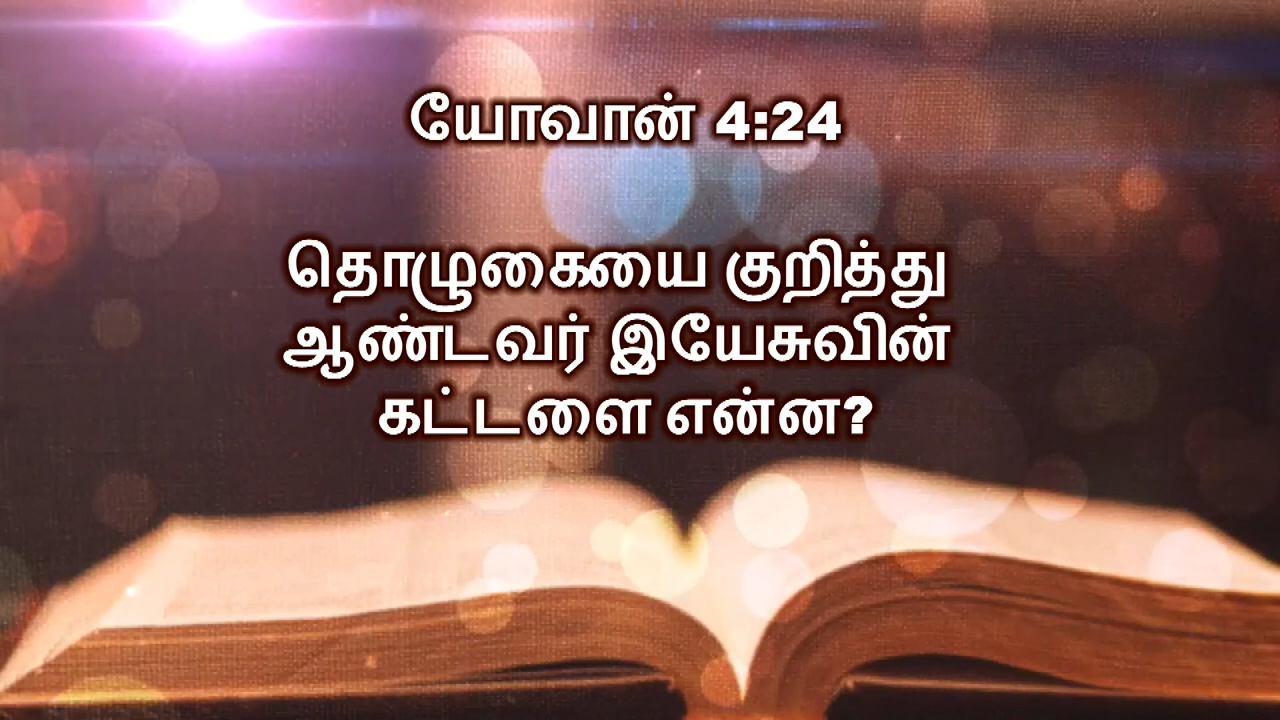 யோவான் 4:24
தொழுகையை குறித்து
ஆண்டவர் இயேசுவின்
கட்டளை என்ன?